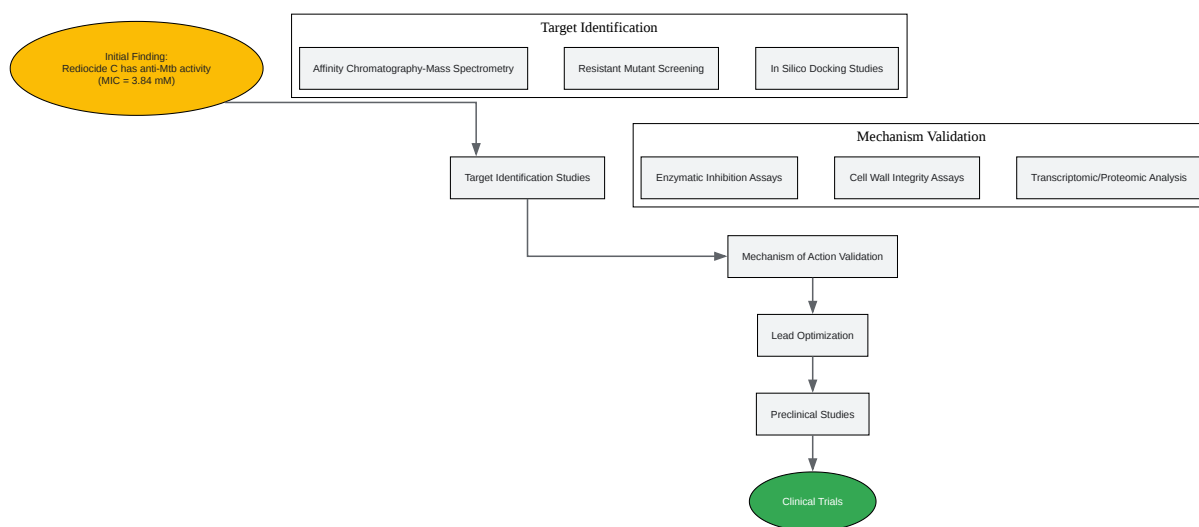 Initial Finding:
Rediocide C has anti-Mtb activity
(MIC = 3.84 mM)
Target Identification
Affinity Chromatography-Mass Spectrometry
Resistant Mutant Screening
In Silico Docking Studies
Target Identification Studies
Mechanism Validation
Enzymatic Inhibition Assays
Cell Wall Integrity Assays
Transcriptomic/Proteomic Analysis
Mechanism of Action Validation
Lead Optimization
Preclinical Studies
Clinical Trials